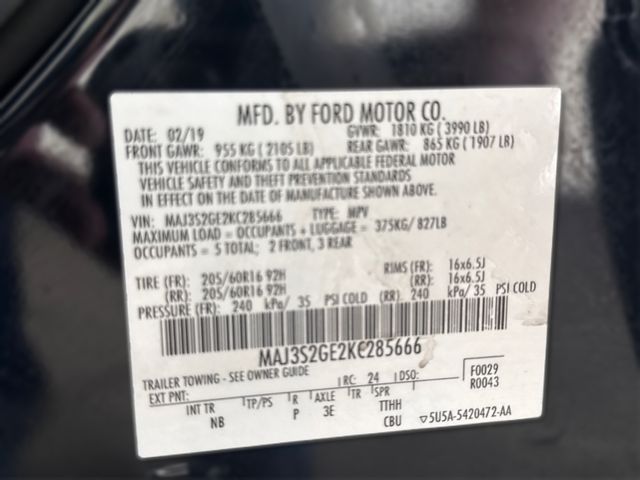 MFD. BY FORD MOTOR CO.
DATE: 02/19 GVWR: 1810 KG ( 3990 LB)
FRONT GAWR: 955 KG ( 2105 LB) REAR GAWR: 865 KG ( 1907 LB)
THIS VEHICLE CONFORMS TO ALL APPLICABLE FEDERAL MOTOR
VEHICLE SAFETY AND THEFT PREVENTION STANDARDS
IN EFFECT ON THE DATE OF MANUFACTURE SHOWN ABOVE.
VIN: MAJ3S2GE2KC285666 TYPE: MPV
MAXIMUM LOAD = OCCUPANTS + LUGGAGE = 375KG/ 827LB
OCCUPANTS = 5 TOTAL; 2 FRONT, 3 REAR
TIRE (FR): 205/60R16 92H RIMS (FR): 16x6.5J
(RR): 205/60R16 92H (RR): 16x6.5J
PRESSURE (FR): 240 kPa/ 35 PSI COLD (RR): 240 kPa/ 35 PSI COLD
MAJ3S2GE2KC285666
TRAILER TOWING - SEE OWNER GUIDE
EXT PNT: RC: 24 DSO: F0029
R0043
INT TR TP/PS R AXLE TR SPR
NB P 3E TTHH
CBU ▽5U5A-5420472-AA